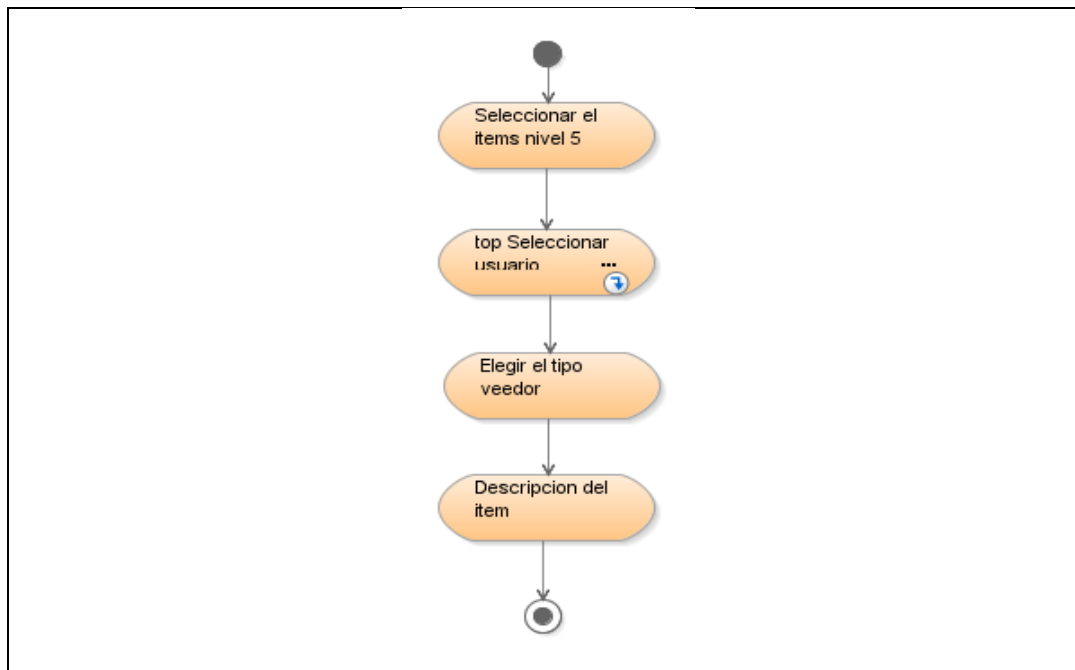 Seleccionar el
items nivel 5
top Seleccionar
usuario ...
Elegir el tipo
veedor
Descripcion del
item